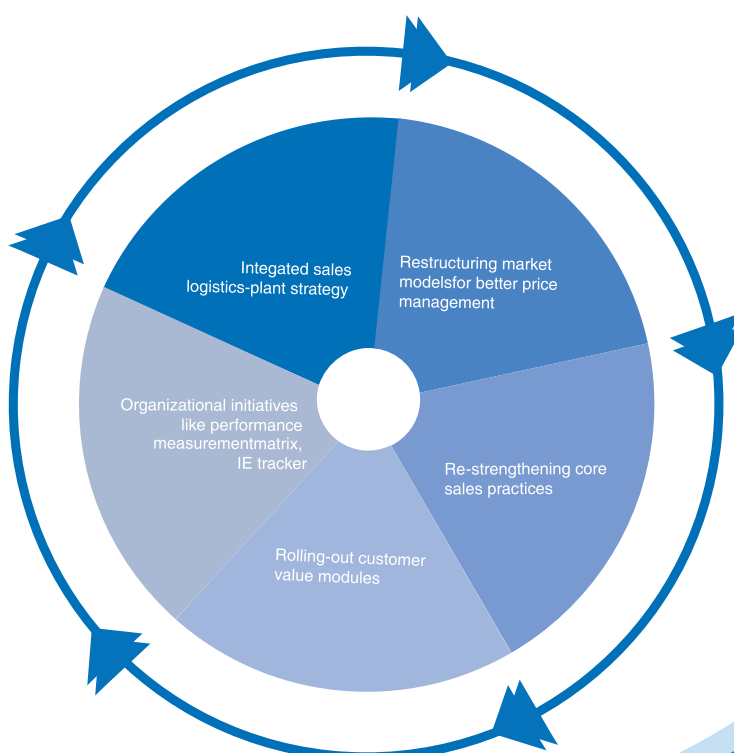 Integated sales
logistics-plant strategy
Restructuring market
modelsfor better price
management
Re-strengthening core
sales practices
Rolling-out customer
value modules
Organizational initiatives
like performance
measurementmatrix,
IE tracker